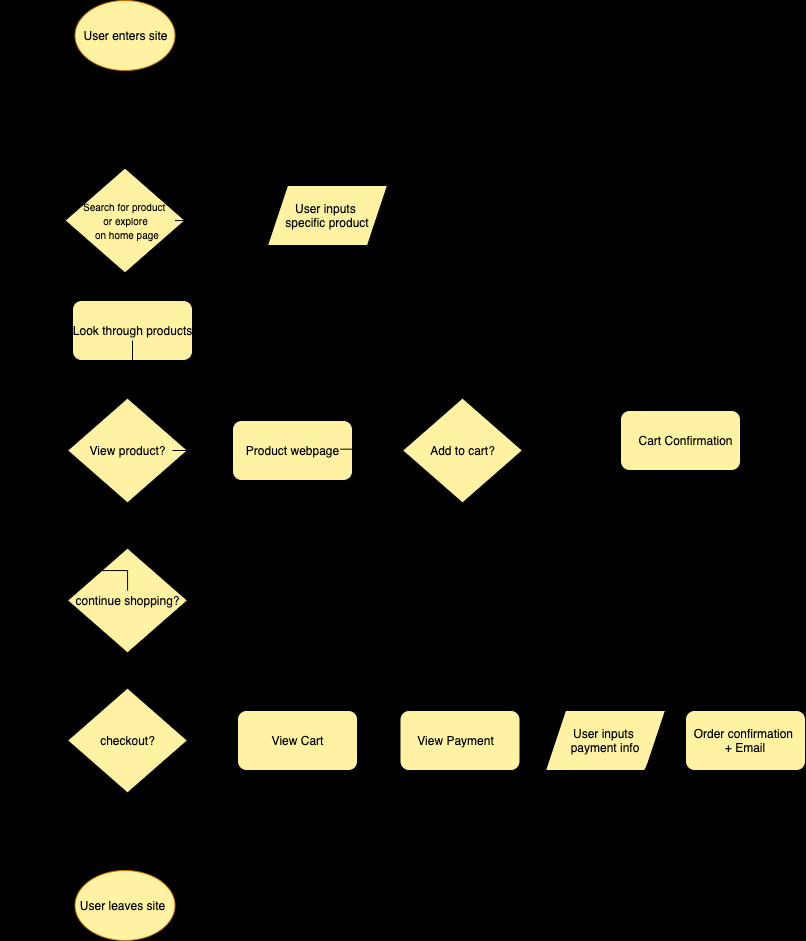 User enters site
Search for product
or explore
on home page
User inputs
specific product
Look through products
View product?
Product webpage
Add to cart?
Cart Confirmation
continue shopping?
checkout?
View Cart
View Payment
User inputs
payment info
Order confirmation
+ Email
User leaves site